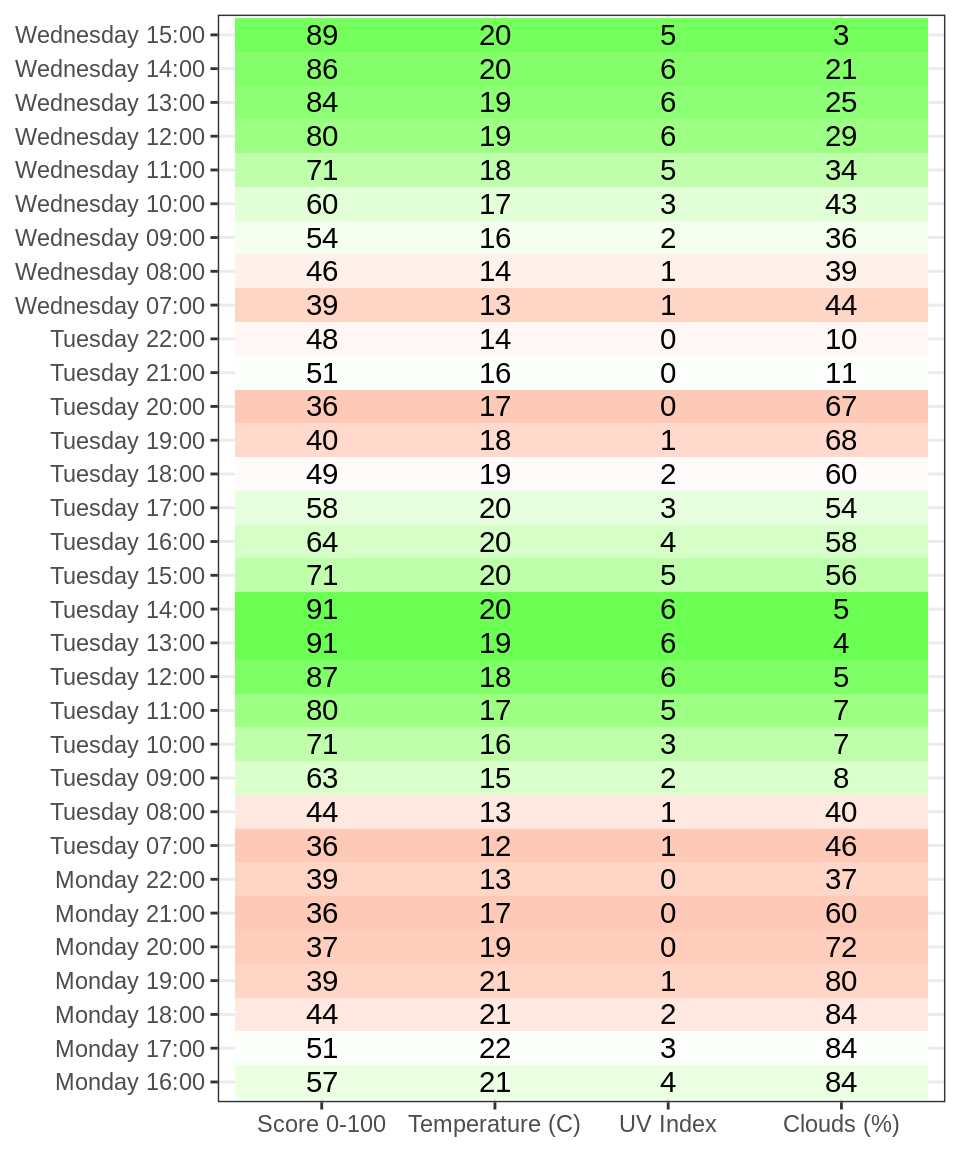 Wednesday 15:00 89 20 5 3
Wednesday 14:00 86 20 6 21
Wednesday 13:00 84 19 6 25
Wednesday 12:00 80 19 6 29
Wednesday 11:00 71 18 5 34
Wednesday 10:00 60 17 3 43
Wednesday 09:00 54 16 2 36
Wednesday 08:00 46 14 1 39
Wednesday 07:00 39 13 1 44
Tuesday 22:00 48 14 0 10
Tuesday 21:00 51 16 0 11
Tuesday 20:00 36 17 0 67
Tuesday 19:00 40 18 1 68
Tuesday 18:00 49 19 2 60
Tuesday 17:00 58 20 3 54
Tuesday 16:00 64 20 4 58
Tuesday 15:00 71 20 5 56
Tuesday 14:00 91 20 6 5
Tuesday 13:00 91 19 6 4
Tuesday 12:00 87 18 6 5
Tuesday 11:00 80 17 5 7
Tuesday 10:00 71 16 3 7
Tuesday 09:00 63 15 2 8
Tuesday 08:00 44 13 1 40
Tuesday 07:00 36 12 1 46
Monday 22:00 39 13 0 37
Monday 21:00 36 17 0 60
Monday 20:00 37 19 0 72
Monday 19:00 39 21 1 80
Monday 18:00 44 21 2 84
Monday 17:00 51 22 3 84
Monday 16:00 57 21 4 84
Score 0-100 Temperature (C) UV Index Clouds (%)